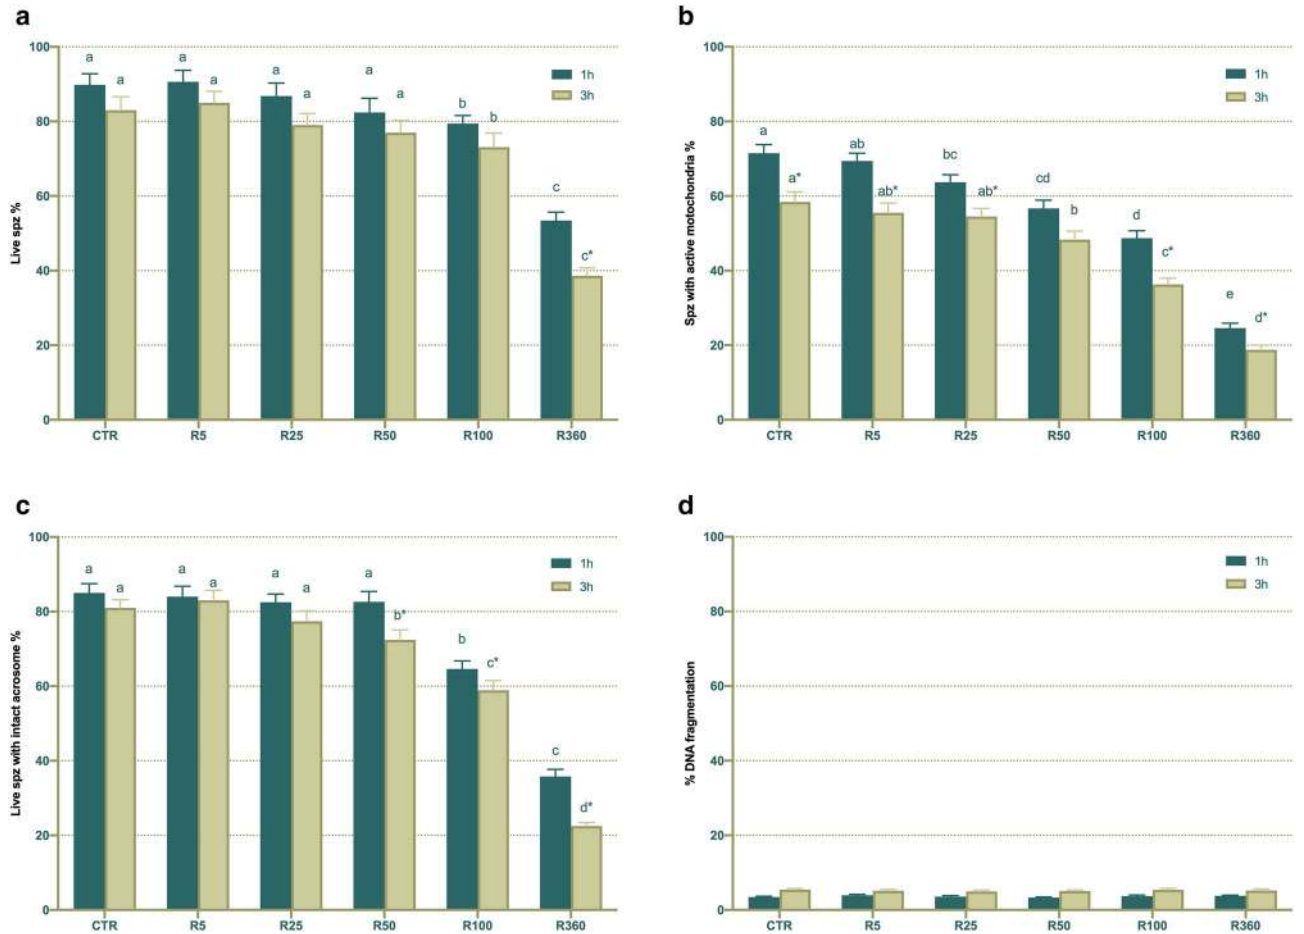 a
Live spz %
100
80
60
40
20
0
a a a a a a a a b b c c*
1h
3h
CTR R5 R25 R50 R100 R360
b
Spz with active motochondria %
100
80
60
40
20
0
a a* ab ab* bc ab* cd b d c* e d*
1h
3h
CTR R5 R25 R50 R100 R360
c
Live spz with intact acrosome %
100
80
60
40
20
0
a a a a a a a b* b c* c d*
1h
3h
CTR R5 R25 R50 R100 R360
d
% DNA fragmentation
100
80
60
40
20
0
1h
3h
CTR R5 R25 R50 R100 R360